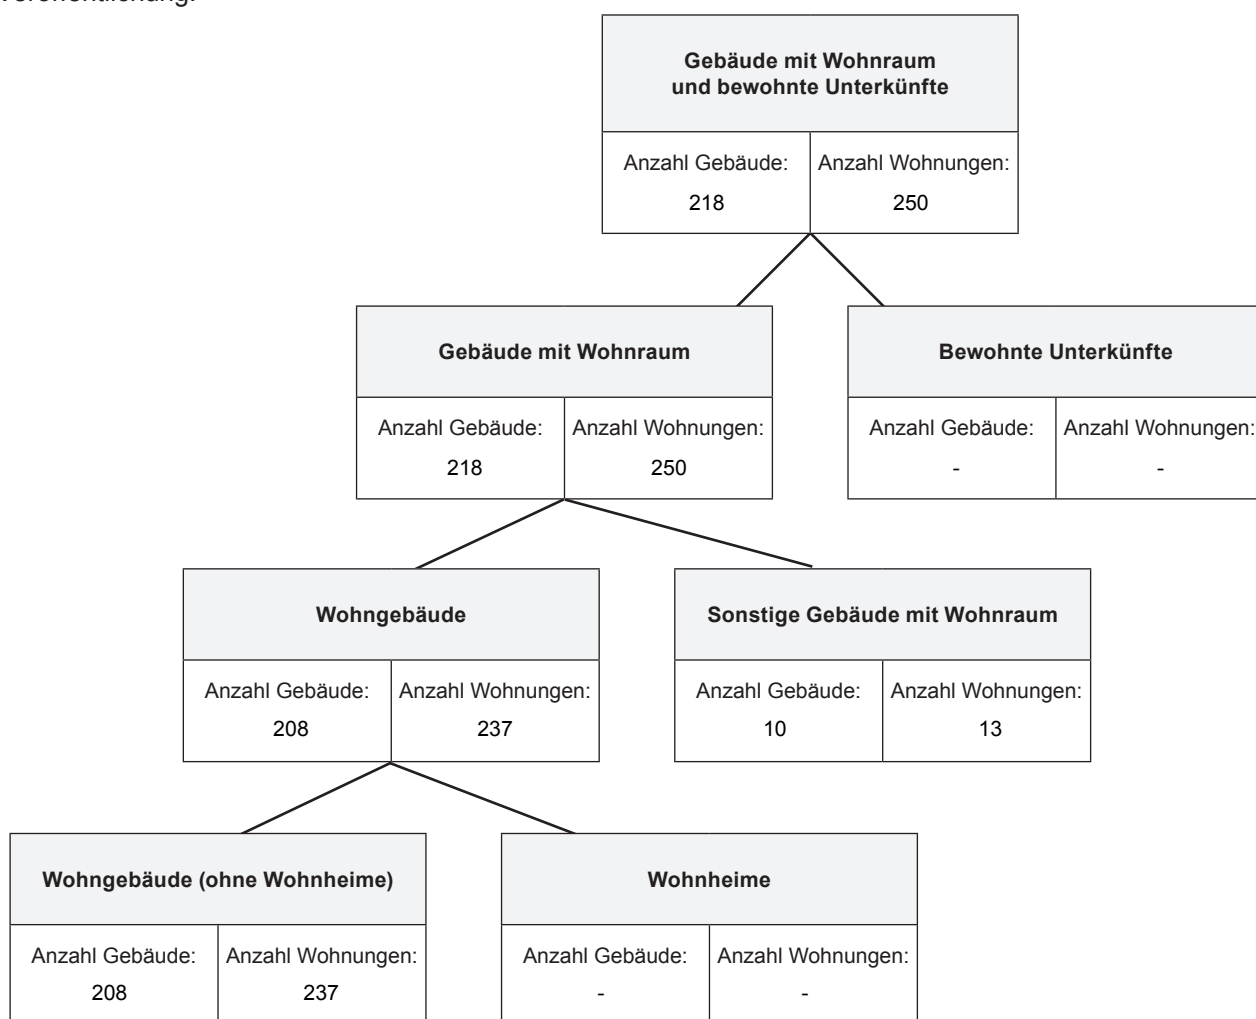 Veröffentlichung.
Gebäude mit Wohnraum
und bewohnte Unterkünfte
Anzahl Gebäude: Anzahl Wohnungen:
218 250
Gebäude mit Wohnraum
Bewohnte Unterkünfte
Anzahl Gebäude: Anzahl Wohnungen:
218 250
Anzahl Gebäude: Anzahl Wohnungen:
- -
Wohngebäude
Sonstige Gebäude mit Wohnraum
Anzahl Gebäude: Anzahl Wohnungen:
208 237
Anzahl Gebäude: Anzahl Wohnungen:
10 13
Wohngebäude (ohne Wohnheime)
Wohnheime
Anzahl Gebäude: Anzahl Wohnungen:
208 237
Anzahl Gebäude: Anzahl Wohnungen:
- -